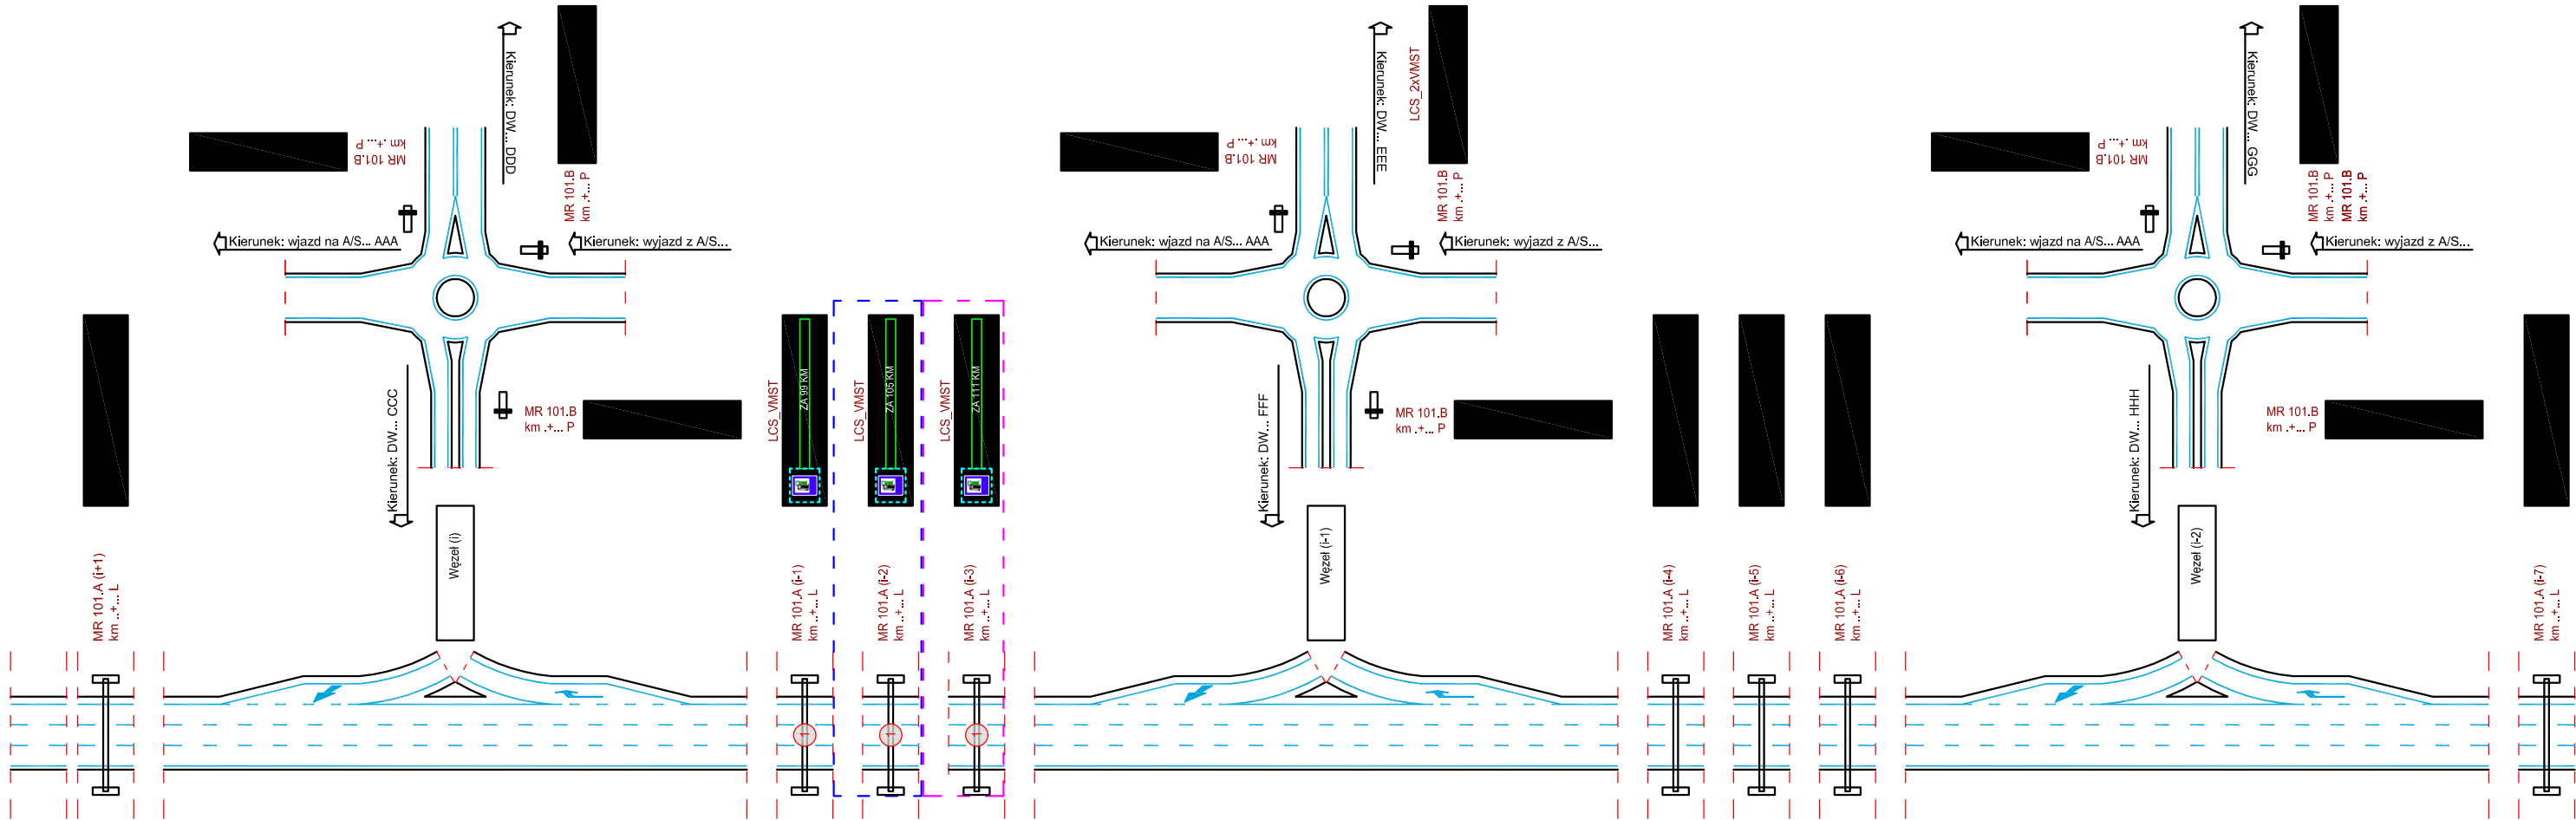 Kierunek: DW... DDD
MR 101.B
km .+... P
MR 101.B
km .+... P
Kierunek: wjazd na A/S... AAA
Kierunek: wyjazd z A/S...
Kierunek: DW... CCC
MR 101.B
km .+... P
Węzeł (i)
MR 101.A (i+1)
km ..+... L
LCS_VMST
ZA 99 KM
MR 101.A (i-1)
km ..+... L
1
LCS_VMST
ZA 105 KM
MR 101.A (i-2)
km ..+... L
1
LCS_VMST
ZA 111 KM
MR 101.A (i-3)
km ..+... L
1
Kierunek: DW... EEE
LCS_2xVMST
MR 101.B
km .+... P
MR 101.B
km .+... P
Kierunek: wjazd na A/S... AAA
Kierunek: wyjazd z A/S...
Kierunek: DW... FFF
MR 101.B
km .+... P
Węzeł (i-1)
MR 101.A (i-4)
km ..+... L
MR 101.A (i-5)
km ..+... L
MR 101.A (i-6)
km ..+... L
Kierunek: DW... GGG
MR 101.B
km .+... P
MR 101.B
km .+... P
MR 101.B
km .+... P
Kierunek: wjazd na A/S... AAA
Kierunek: wyjazd z A/S...
Kierunek: DW... HHH
MR 101.B
km .+... P
Węzeł (i-2)
MR 101.A (i-7)
km ..+... L